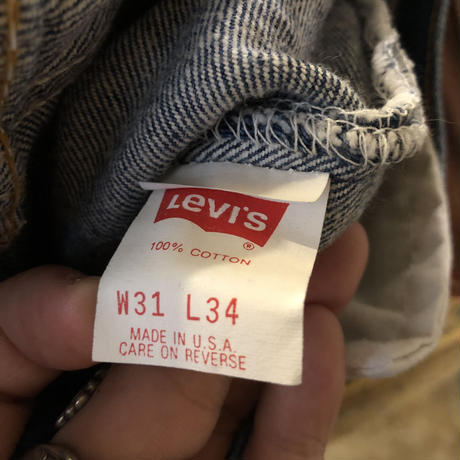 Levi's ®
100% COTTON
W31 L34
MADE IN U.S.A.
CARE ON REVERSE